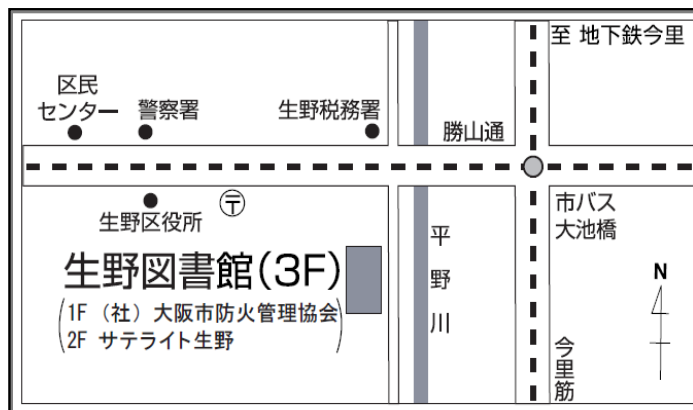 至 地下鉄今里
区民
センター
警察署
生野税務署
勝山通
生野区役所
〒
市バス
大池橋
生野図書館(3F)
1F (社) 大阪市防火管理協会
2F サテライト生野
平野川
N
今里筋